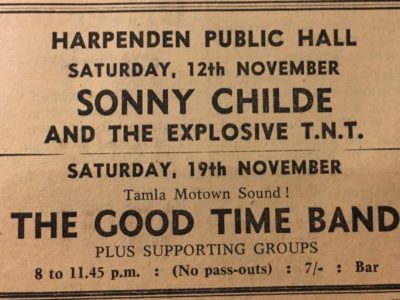 HARPENDEN PUBLIC HALL
SATURDAY, 12th NOVEMBER
SONNY CHILDE
AND THE EXPLOSIVE T.N.T.
SATURDAY, 19th NOVEMBER
Tamla Motown Sound !
THE GOOD TIME BAND
PLUS SUPPORTING GROUPS
8 to 11.45 p.m. : (No pass-outs) : 7/- : Bar